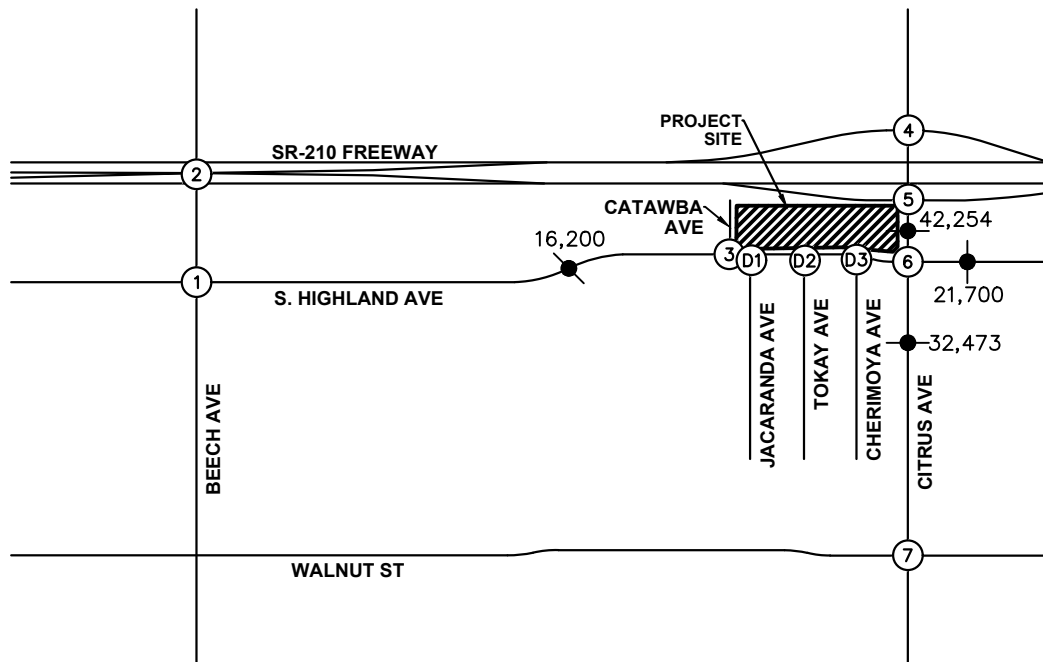 PROJECT
SITE
4
SR-210 FREEWAY
2
CATAWBA
AVE
5
42,254
16,200
3
D1
D2
D3
6
1
S. HIGHLAND AVE
21,700
32,473
JACARANDA AVE
TOKAY AVE
CHERIMOYA AVE
BEECH AVE
CITRUS AVE
7
WALNUT ST